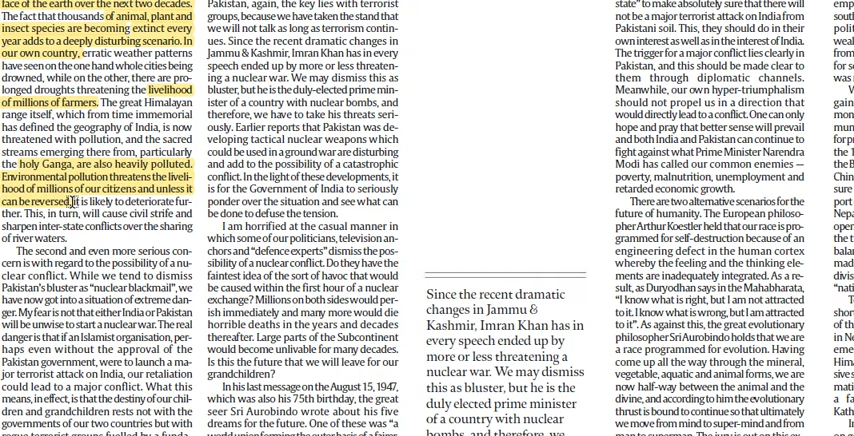 face of the earth over the next two decades.
The fact that thousands of animal, plant and
insect species are becoming extinct every
year adds to a deeply disturbing scenario. In
our own country, erratic weather patterns
have seen on the one hand whole cities being
drowned, while on the other, there are pro-
longed droughts threatening the livelihood
of millions of farmers. The great Himalayan
range itself, which from time immemorial
has defined the geography of India, is now
threatened with pollution, and the sacred
streams emerging there from, particularly
the holy Ganga, are also heavily polluted.
Environmental pollution threatens the liveli-
hood of millions of our citizens and unless it
can be reversed, it is likely to deteriorate fur-
ther. This, in turn, will cause civil strife and
sharpen inter-state conflicts over the sharing
of river waters.
The second and even more serious con-
cern is with regard to the possibility of a nu-
clear conflict. While we tend to dismiss
Pakistan's bluster as "nuclear blackmail", we
have now got into a situation of extreme dan-
ger. My fear is not that either India or Pakistan
will be unwise to start a nuclear war. The real
danger is that if an Islamist organisation, per-
haps even without the approval of the
Pakistan government, were to launch a ma-
jor terrorist attack on India, our retaliation
could lead to a major conflict. What this
means, in effect, is that the destiny of our chil-
dren and grandchildren rests not with the
governments of our two countries but with
rogue terrorist groups fuelled by a funda-
Pakistan, again, the key lies with terrorist
groups, because we have taken the stand that
we will not talk as long as terrorism contin-
ues. Since the recent dramatic changes in
Jammu & Kashmir, Imran Khan has in every
speech ended up by more or less threaten-
ing a nuclear war. We may dismiss this as
bluster, but he is the duly-elected prime min-
ister of a country with nuclear bombs, and
therefore, we have to take his threats seri-
ously. Earlier reports that Pakistan was de-
veloping tactical nuclear weapons which
could be used in a ground war are disturbing
and add to the possibility of a catastrophic
conflict. In the light of these developments, it
is for the Government of India to seriously
ponder over the situation and see what can
be done to defuse the tension.
I am horrified at the casual manner in
which some of our politicians, television an-
chors and "defence experts" dismiss the pos-
sibility of a nuclear conflict. Do they have the
faintest idea of the sort of havoc that would
be caused within the first hour of a nuclear
exchange? Millions on both sides would per-
ish immediately and many more would die
horrible deaths in the years and decades
thereafter. Large parts of the Subcontinent
would become unlivable for many decades.
Is this the future that we will leave for our
grandchildren?
In his last message on the August 15, 1947,
which was also his 75th birthday, the great
seer Sri Aurobindo wrote about his five
dreams for the future. One of these was "a
world union forming the outer basis of a fairer,
Since the recent dramatic
changes in Jammu &
Kashmir, Imran Khan has in
every speech ended up by
more or less threatening a
nuclear war. We may dismiss
this as bluster, but he is the
duly elected prime minister
of a country with nuclear
bombs, and therefore, we
state" to make absolutely sure that there will
not be a major terrorist attack on India from
Pakistani soil. This, they should do in their
own interest as well as in the interest of India.
The trigger for a major conflict lies clearly in
Pakistan, and this should be made clear to
them through diplomatic channels.
Meanwhile, our own hyper-triumphalism
should not propel us in a direction that
would directly lead to a conflict. One can only
hope and pray that better sense will prevail
and both India and Pakistan can continue to
fight against what Prime Minister Narendra
Modi has called our common enemies —
poverty, malnutrition, unemployment and
retarded economic growth.
There are two alternative scenarios for the
future of humanity. The European philoso-
pher Arthur Koestler held that our race is pro-
grammed for self-destruction because of an
engineering defect in the human cortex
whereby the feeling and the thinking ele-
ments are inadequately integrated. As a re-
sult, as Duryodhan says in the Mahabharata,
"I know what is right, but I am not attracted
to it. I know what is wrong, but I am attracted
to it". As against this, the great evolutionary
philosopher Sri Aurobindo holds that we are
a race programmed for evolution. Having
come up all the way through the mineral,
vegetable, aquatic and animal forms, we are
now half-way between the animal and the
divine, and according to him the evolutionary
thrust is bound to continue so that ultimately
we move from mind to super-mind and from